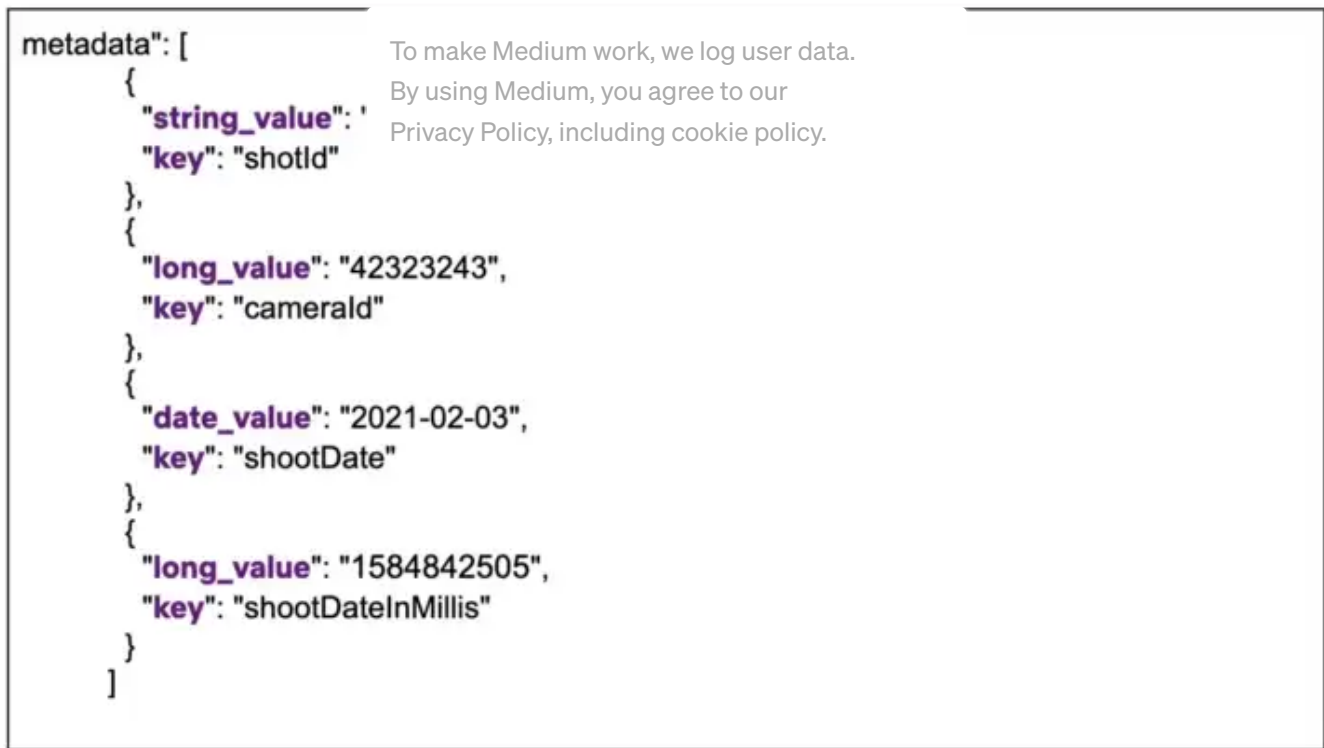 metadata": [
{
"string_value": '
"key": "shotId"
},
{
"long_value": "42323243",
"key": "cameraId"
},
{
"date_value": "2021-02-03",
"key": "shootDate"
},
{
"long_value": "1584842505",
"key": "shootDateInMillis"
}
]
To make Medium work, we log user data.
By using Medium, you agree to our
Privacy Policy, including cookie policy.